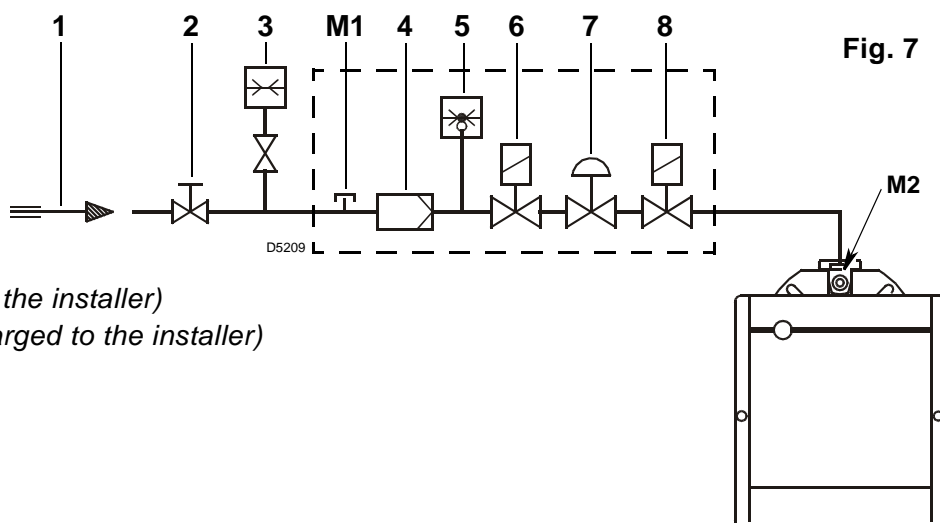 1 2 3 M1 4 5 6 7 8
Fig. 7
M2
D5209
the installer)
arged to the installer)